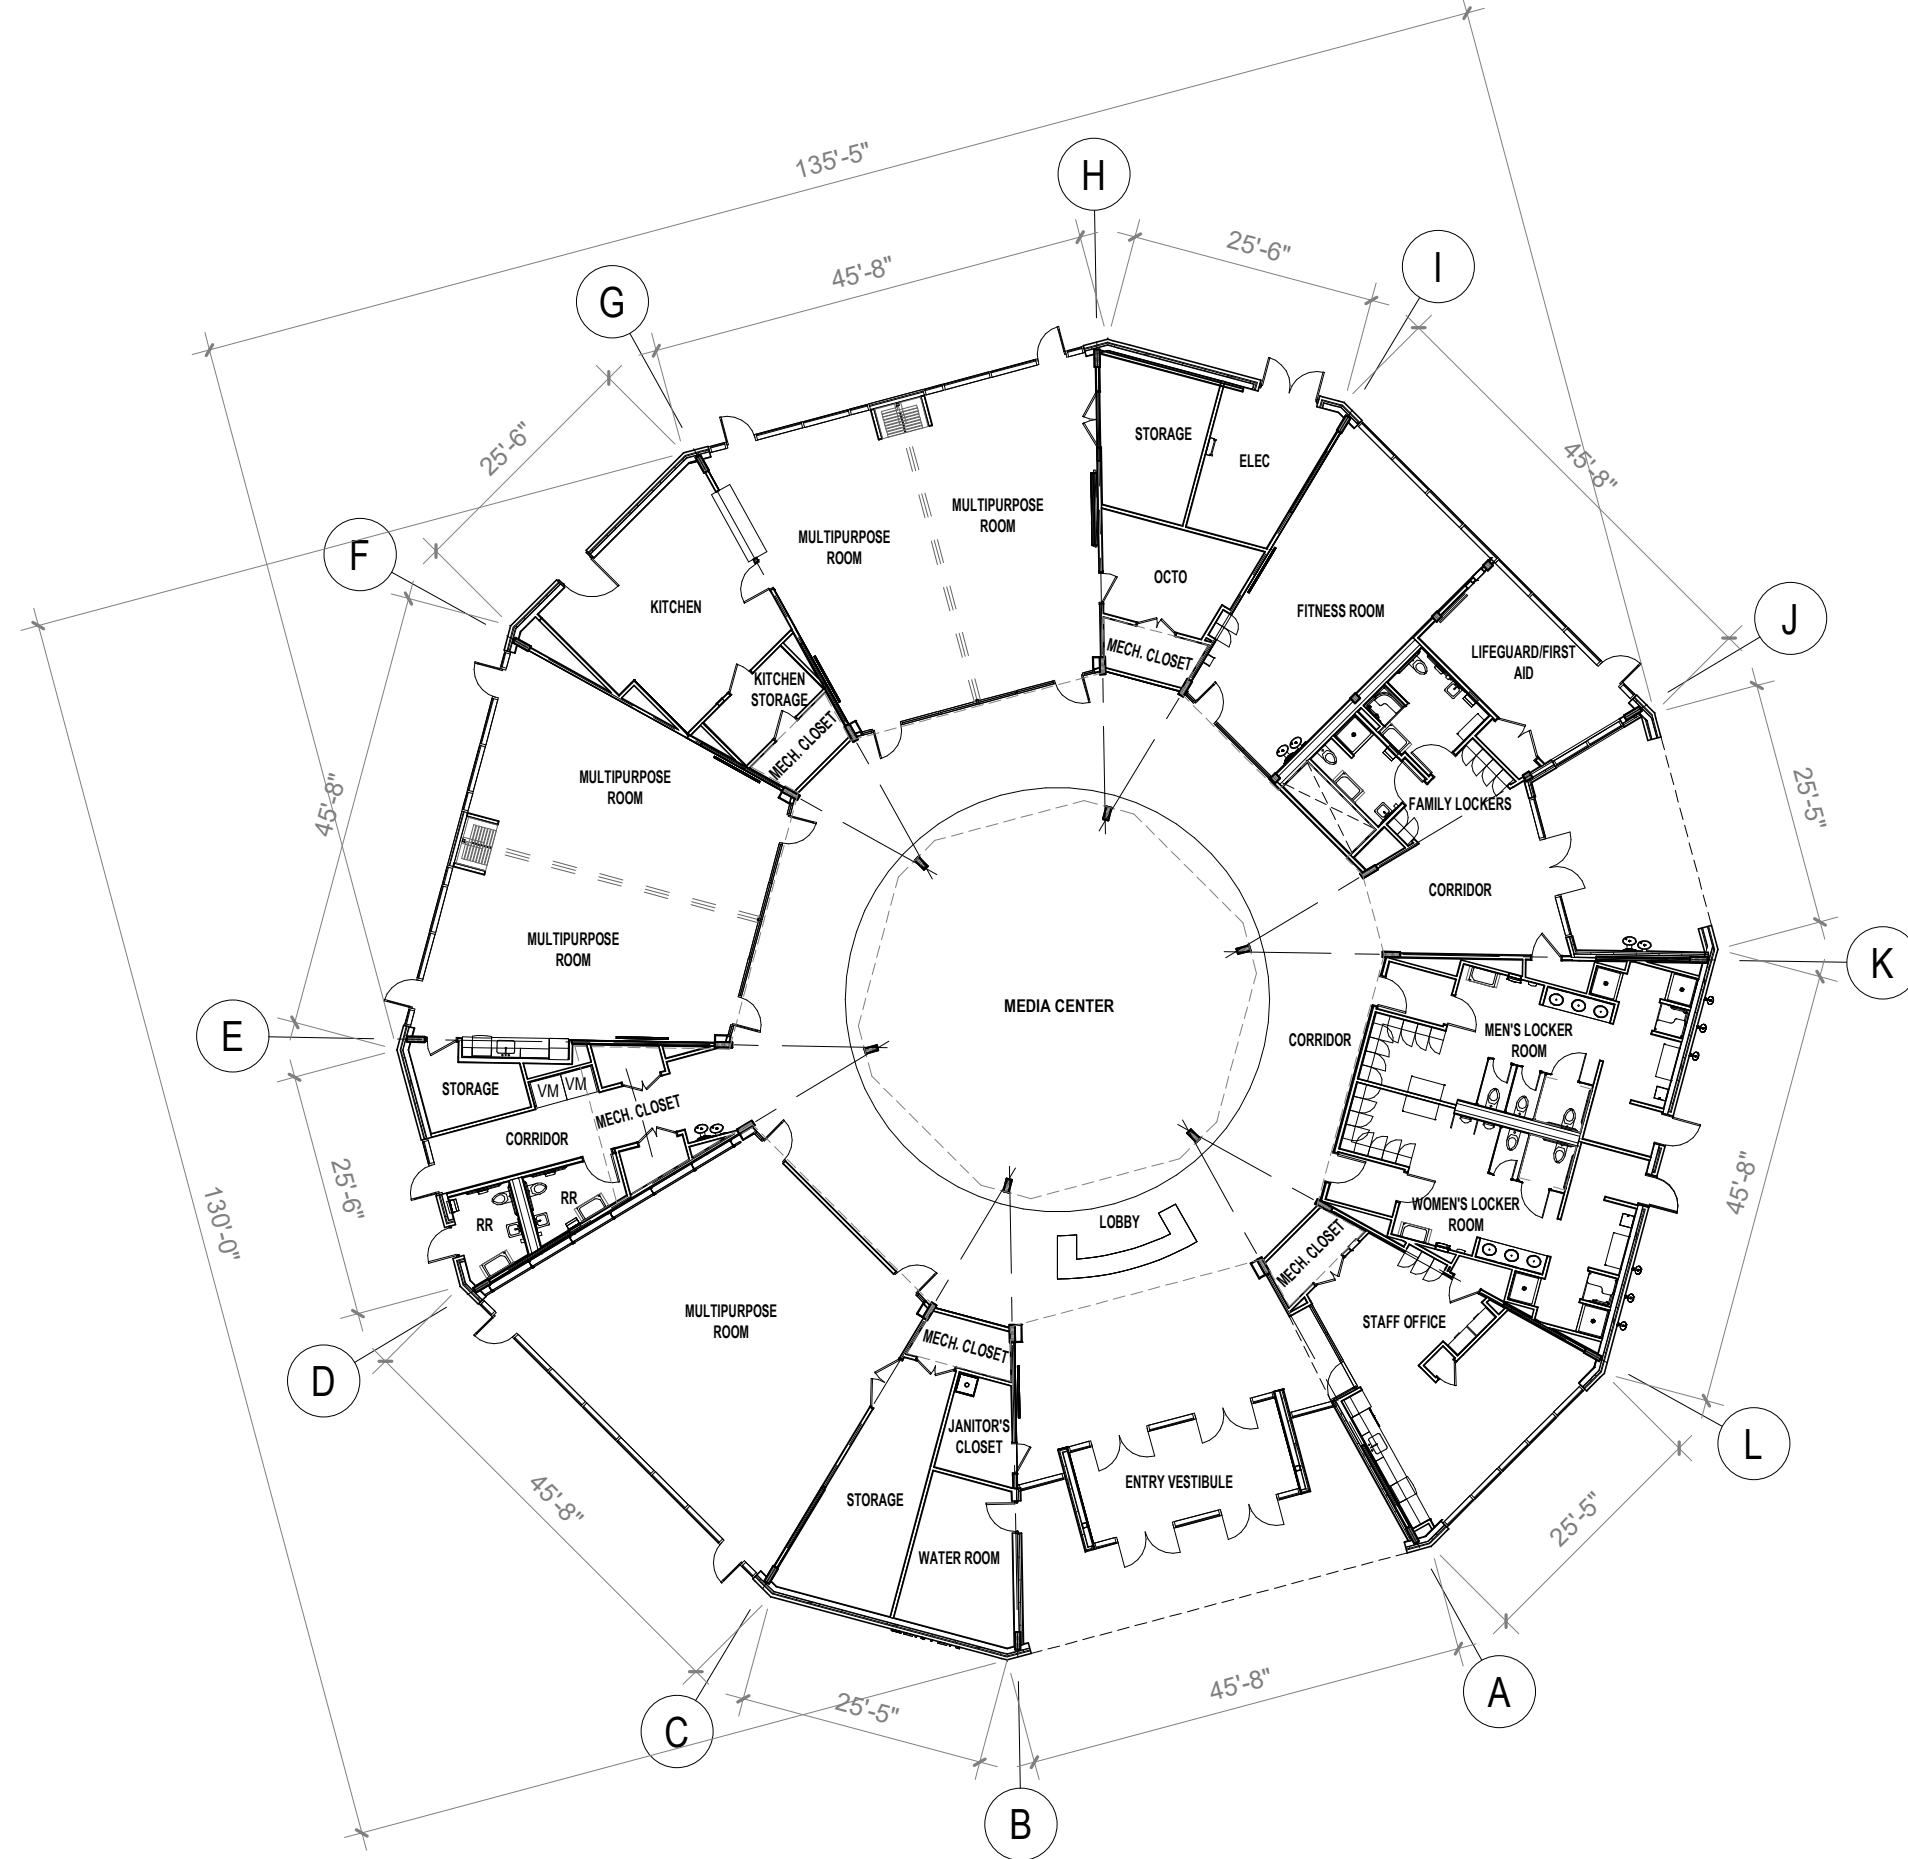 135'-5"
H
25'-6"
I
45'-8"
G
45'-8"
25'-6"
F
STORAGE
ELEC
MULTIPURPOSE
ROOM
MULTIPURPOSE
ROOM
OCTO
KITCHEN
FITNESS ROOM
J
LIFEGUARD/FIRST
AID
MECH. CLOSET
KITCHEN
STORAGE
MECH. CLOSET
45'-8"
MULTIPURPOSE
ROOM
FAMILY LOCKERS
25'-5"
CORRIDOR
MULTIPURPOSE
ROOM
K
MEDIA CENTER
E
CORRIDOR
MEN'S LOCKER
ROOM
STORAGE
VM
VM
MECH. CLOSET
CORRIDOR
25'-6"
130'-0"
RR
RR
45'-8"
WOMEN'S LOCKER
ROOM
LOBBY
MECH. CLOSET
MULTIPURPOSE
ROOM
STAFF OFFICE
MECH. CLOSET
D
L
JANITOR'S
CLOSET
ENTRY VESTIBULE
STORAGE
45'-8"
25'-5"
WATER ROOM
A
45'-8"
25'-5"
C
B